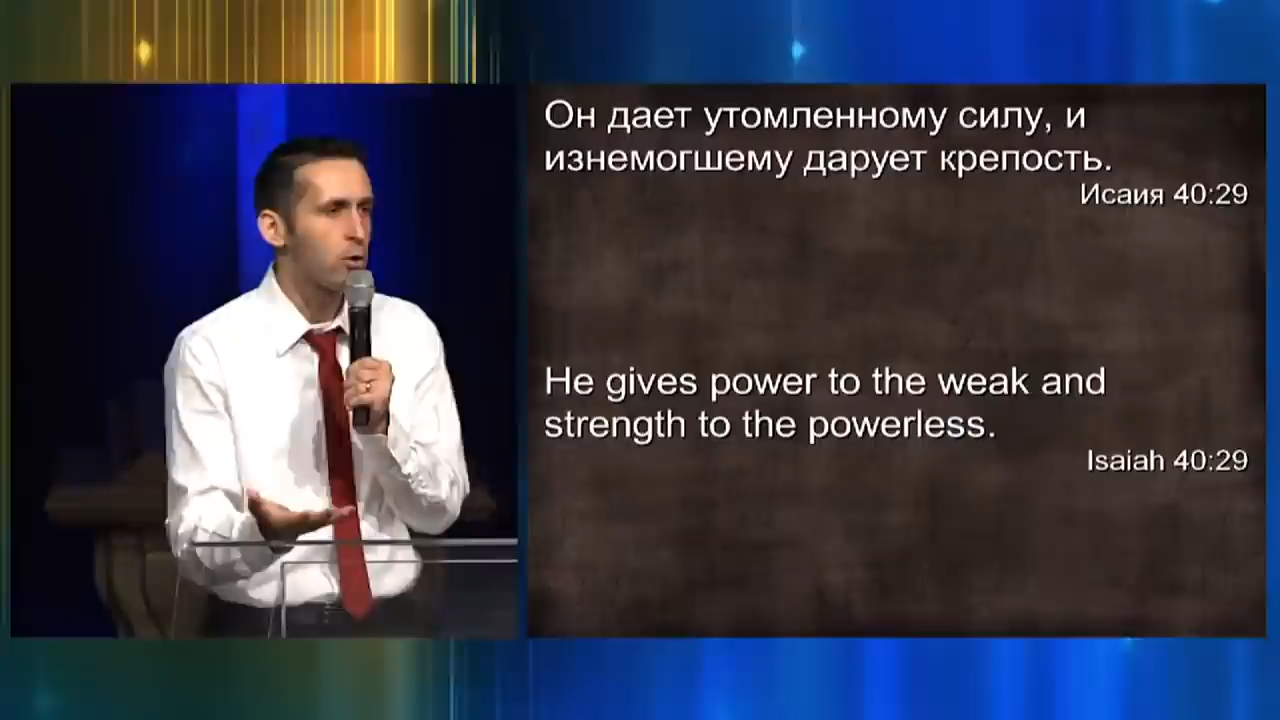 Он дает утомленному силу, и
изнемогшему дарует крепость.
Исаия 40:29
He gives power to the weak and
strength to the powerless.
Isaiah 40:29